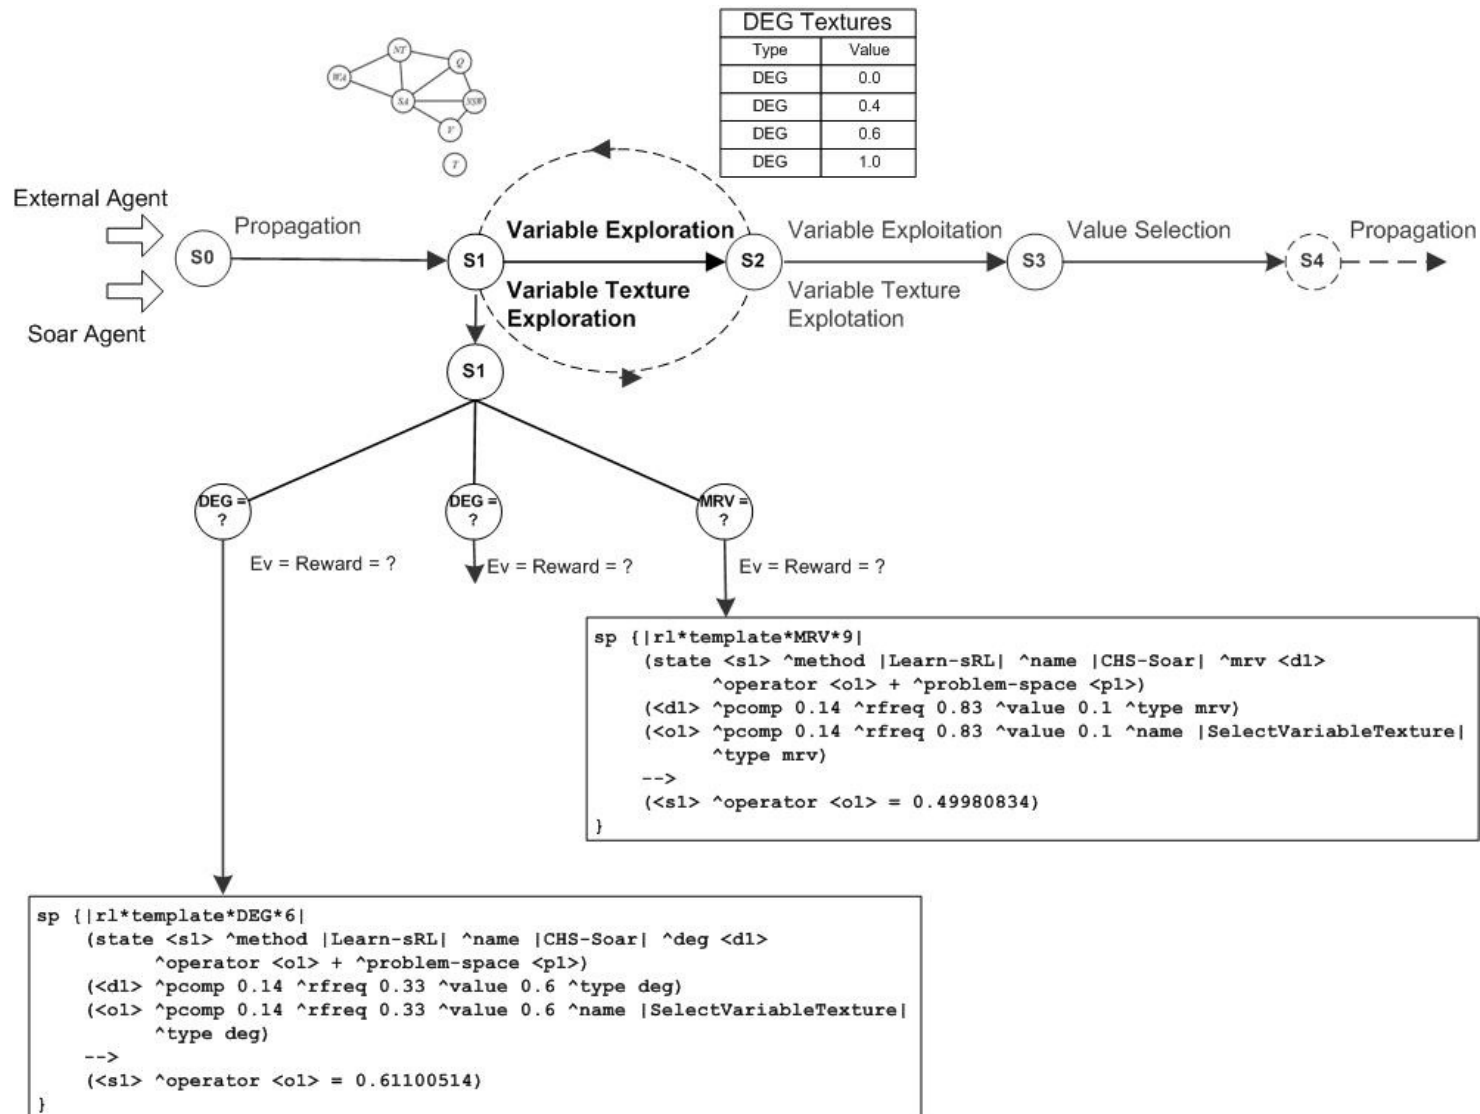 DEG Textures
Type Value
DEG 0.0
DEG 0.4
DEG 0.6
DEG 1.0
NT
Q
WA
SA
NSW
V
T
External Agent
Soar Agent
S0
Propagation
S1
Variable Exploration
Variable Texture
Exploration
S2
Variable Exploitation
Variable Texture
Explotation
S3
Value Selection
S4
Propagation
S1
DEG =
?
DEG =
?
MRV =
?
Ev = Reward = ?
Ev = Reward = ?
Ev = Reward = ?
sp {|rl*template*MRV*9|
(state <s1> ^method |Learn-sRL| ^name |CHS-Soar| ^mrv <d1>
^operator <o1> + ^problem-space <p1>)
(<d1> ^pcomp 0.14 ^rfreq 0.83 ^value 0.1 ^type mrv)
(<o1> ^pcomp 0.14 ^rfreq 0.83 ^value 0.1 ^name |SelectVariableTexture|
^type mrv)
-->
(<s1> ^operator <o1> = 0.49980834)
}
sp {|rl*template*DEG*6|
(state <s1> ^method |Learn-sRL| ^name |CHS-Soar| ^deg <d1>
^operator <o1> + ^problem-space <p1>)
(<d1> ^pcomp 0.14 ^rfreq 0.33 ^value 0.6 ^type deg)
(<o1> ^pcomp 0.14 ^rfreq 0.33 ^value 0.6 ^name |SelectVariableTexture|
^type deg)
-->
(<s1> ^operator <o1> = 0.61100514)
}